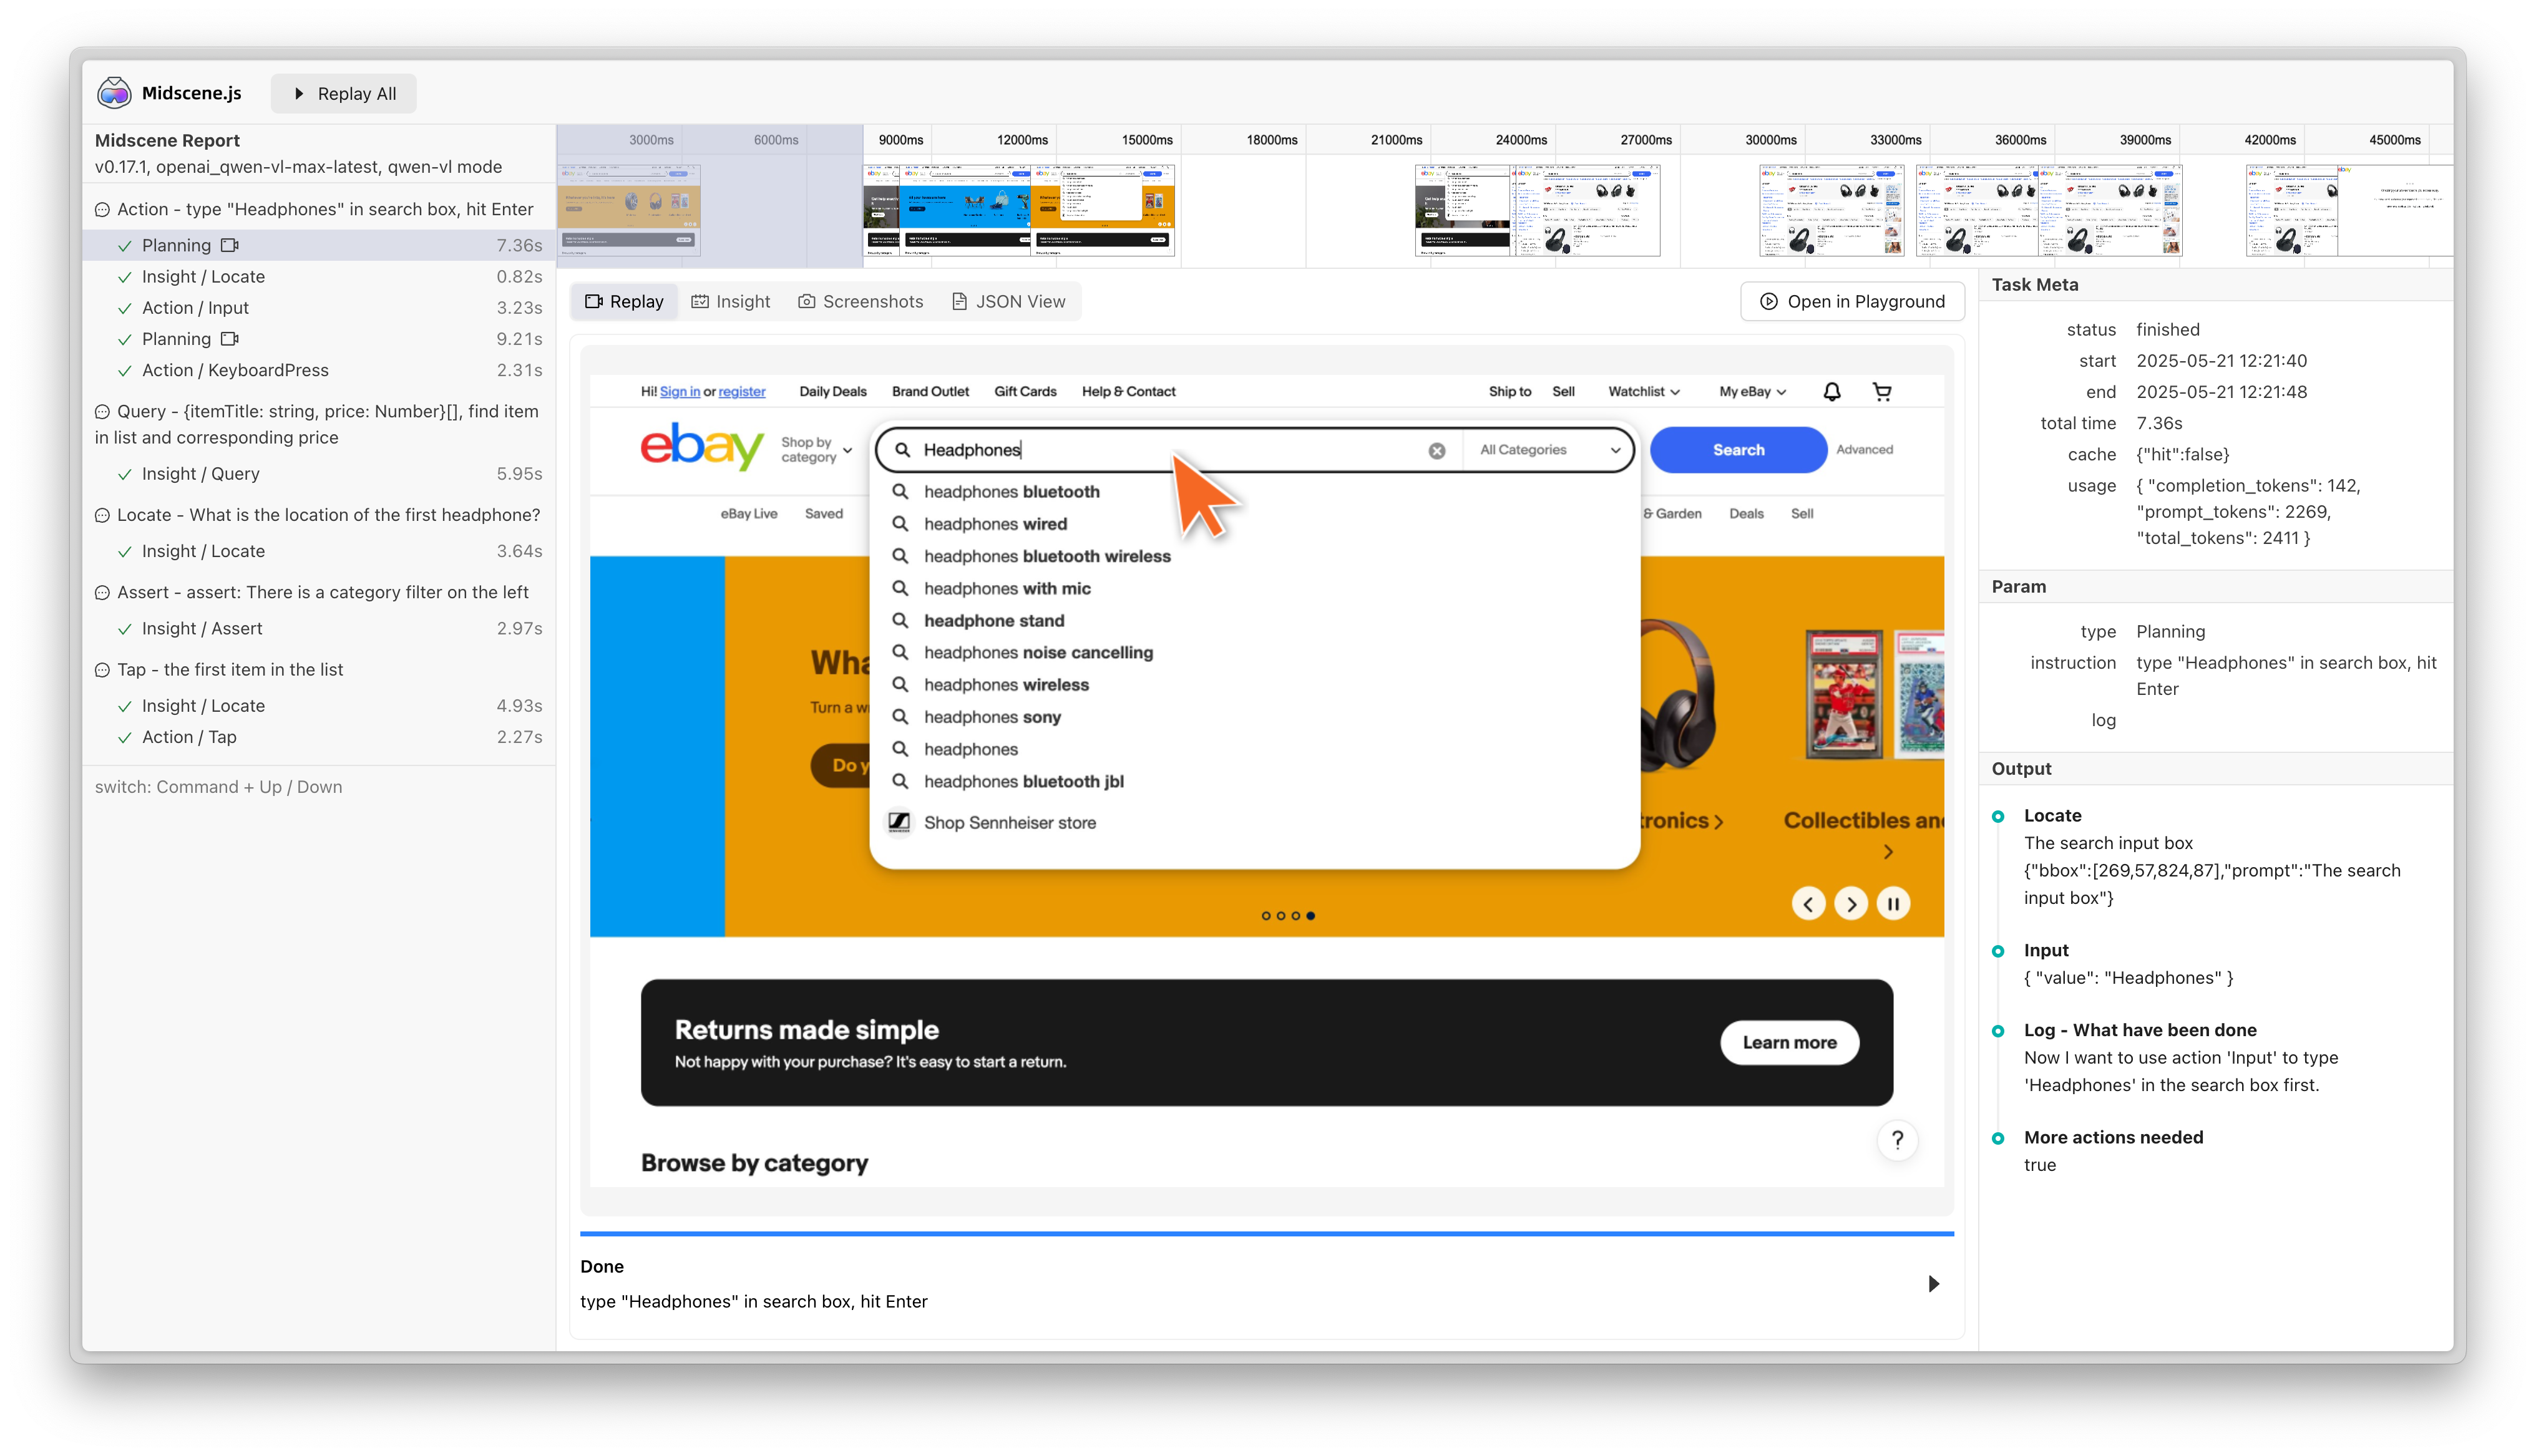 Midscene.js
Replay All
Midscene Report
v0.17.1, openai_qwen-vl-max-latest, qwen-vl mode
Action - type "Headphones" in search box, hit Enter
Planning 7.36s
Insight / Locate 0.82s
Action / Input 3.23s
Planning 9.21s
Action / KeyboardPress 2.31s
Query - {itemTitle: string, price: Number}[], find item
in list and corresponding price
Insight / Query 5.95s
Locate - What is the location of the first headphone?
Insight / Locate 3.64s
Assert - assert: There is a category filter on the left
Insight / Assert 2.97s
Tap - the first item in the list
Insight / Locate 4.93s
Action / Tap 2.27s
switch: Command + Up / Down
3000ms 6000ms 9000ms 12000ms 15000ms 18000ms 21000ms 24000ms 27000ms 30000ms 33000ms 36000ms 39000ms 42000ms 45000ms
Replay Insight Screenshots JSON View
Open in Playground
Hi! Sign in or register Daily Deals Brand Outlet Gift Cards Help & Contact Ship to Sell Watchlist My eBay
ebay
Shop by
category
Headphones
All Categories
Search
Advanced
eBay Live Saved & Garden Deals Sell
headphones bluetooth
headphones wired
headphones bluetooth wireless
headphones with mic
headphone stand
headphones noise cancelling
headphones wireless
headphones sony
headphones
headphones bluetooth jbl
Shop Sennheiser store
Wha
Turn a w
Do y
tronics
Collectibles an
Returns made simple
Not happy with your purchase? It's easy to start a return.
Learn more
?
Browse by category
Done
type "Headphones" in search box, hit Enter
Task Meta
status finished
start 2025-05-21 12:21:40
end 2025-05-21 12:21:48
total time 7.36s
cache {"hit":false}
usage { "completion_tokens": 142,
"prompt_tokens": 2269,
"total_tokens": 2411 }
Param
type Planning
instruction type "Headphones" in search box, hit
Enter
log
Output
Locate
The search input box
{"bbox":[269,57,824,87],"prompt":"The search
input box"}
Input
{ "value": "Headphones" }
Log - What have been done
Now I want to use action 'Input' to type
'Headphones' in the search box first.
More actions needed
true